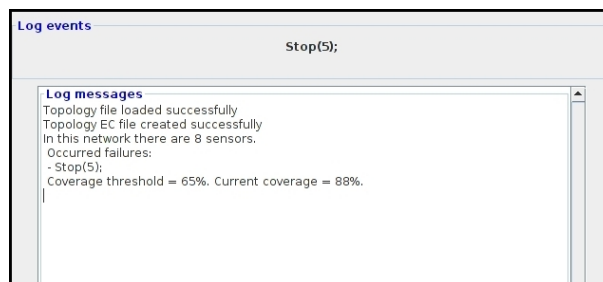 Log events
Stop(5);
Log messages
Topology file loaded successfully
Topology EC file created successfully
In this network there are 8 sensors.
Occurred failures:
- Stop(5);
Coverage threshold = 65%. Current coverage = 88%.